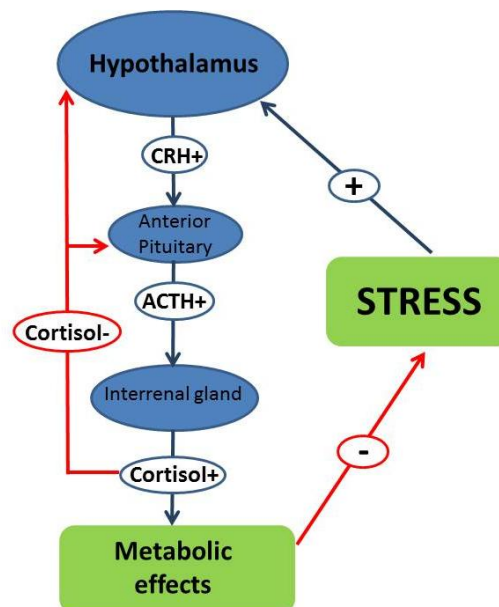 Hypothalamus
CRH+
+
Anterior
Pituitary
ACTH+
STRESS
Cortisol-
Interrenal gland
-
Cortisol+
Metabolic
effects